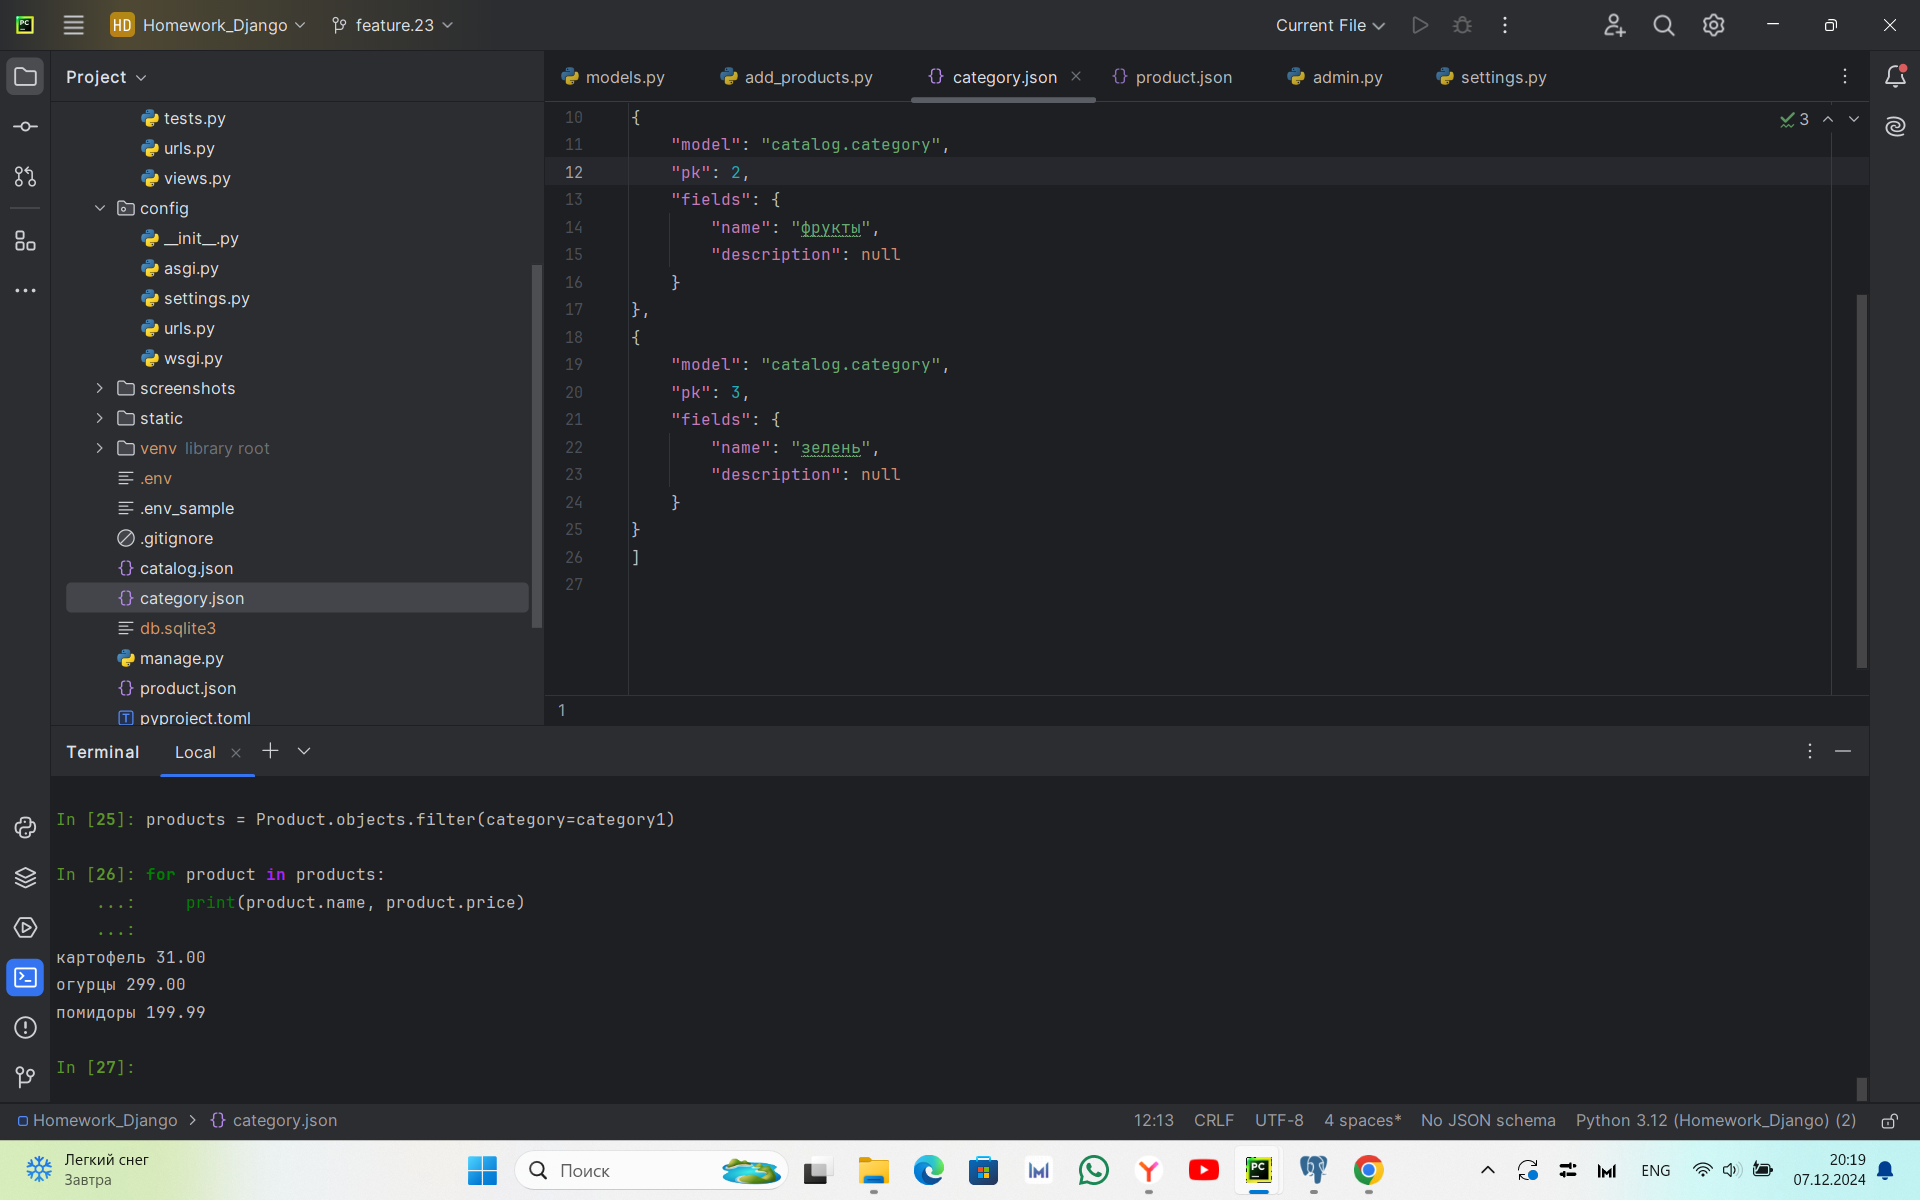 HD Homework_Django feature.23 Current File
Project
tests.py
urls.py
views.py
config
__init__.py
asgi.py
settings.py
urls.py
wsgi.py
screenshots
static
venv library root
.env
.env_sample
.gitignore
catalog.json
category.json
db.sqlite3
manage.py
product.json
pyproject.toml
models.py add_products.py category.json product.json admin.py settings.py
3
10 {
11 "model": "catalog.category",
12 "pk": 2,
13 "fields": {
14 "name": "фрукты",
15 "description": null
16 }
17 },
18 {
19 "model": "catalog.category",
20 "pk": 3,
21 "fields": {
22 "name": "зелень",
23 "description": null
24 }
25 }
26 ]
27
1
Terminal Local
In [25]: products = Product.objects.filter(category=category1)
In [26]: for product in products:
...: print(product.name, product.price)
...:
картофель 31.00
огурцы 299.00
помидоры 199.99
In [27]:
Homework_Django > category.json 12:13 CRLF UTF-8 4 spaces* No JSON schema Python 3.12 (Homework_Django) (2)
Легкий снег
Завтра
Поиск
ENG
20:19
07.12.2024